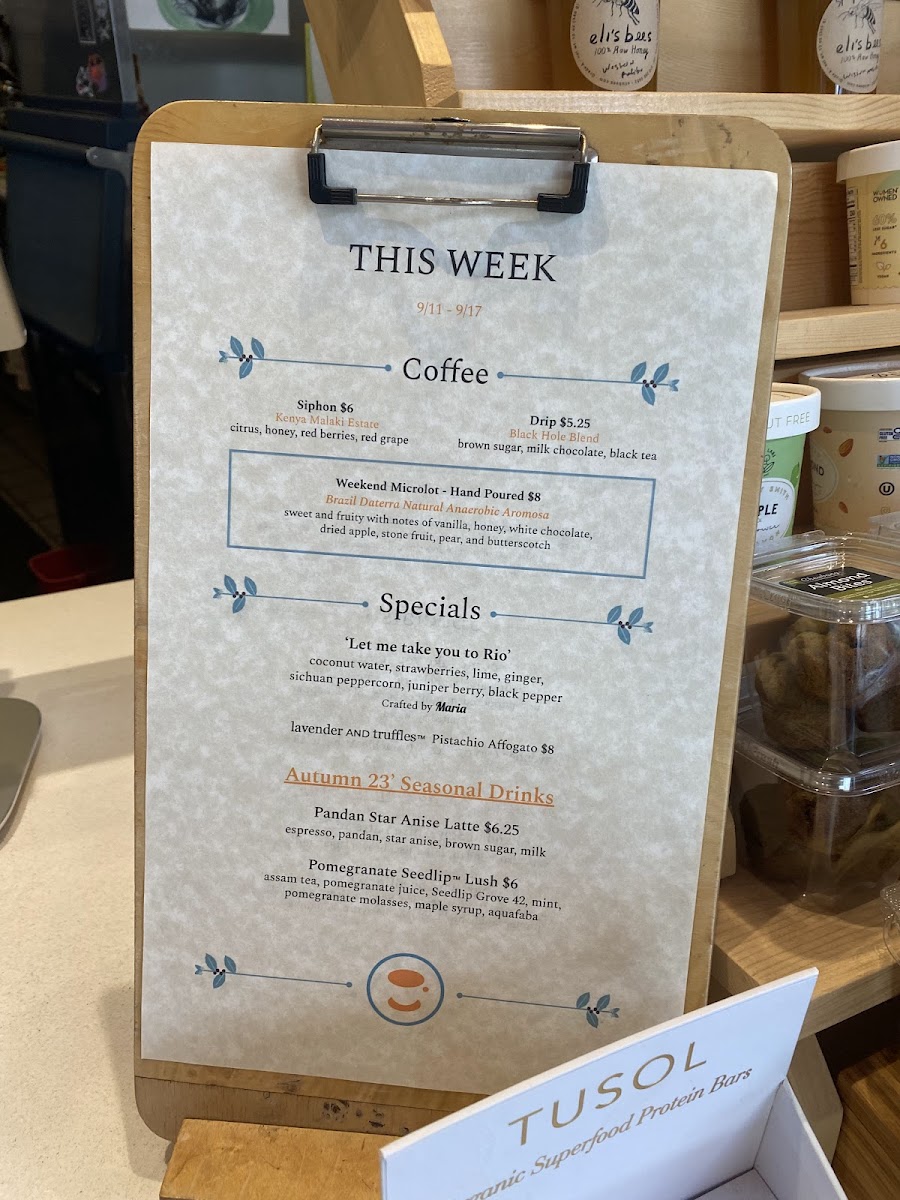 eli's bees
100% Raw Honey
eli's bees
100% Raw Honey
WOMEN
OWNED
6
THIS WEEK
9/11 - 9/17
Coffee
Siphon $6
Kenya Malaki Estate
citrus, honey, red berries, red grape
Drip $5.25
Black Hole Blend
brown sugar, milk chocolate, black tea
Weekend Microlot - Hand Poured $8
Brazil Daterra Natural Anaerobic Aromosa
sweet and fruity with notes of vanilla, honey, white chocolate,
dried apple, stone fruit, pear, and butterscotch
Specials
'Let me take you to Rio'
coconut water, strawberries, lime, ginger,
sichuan peppercorn, juniper berry, black pepper
Crafted by Maria
lavender AND truffles™ Pistachio Affogato $8
Autumn 23' Seasonal Drinks
Pandan Star Anise Latte $6.25
espresso, pandan, star anise, brown sugar, milk
Pomegranate Seedlip™ Lush $6
assam tea, pomegranate juice, Seedlip Grove 42, mint,
pomegranate molasses, maple syrup, aquafaba
UT FREE
PLE
Almond
Bites
TUSOL
ganic Superfood Protein Bars